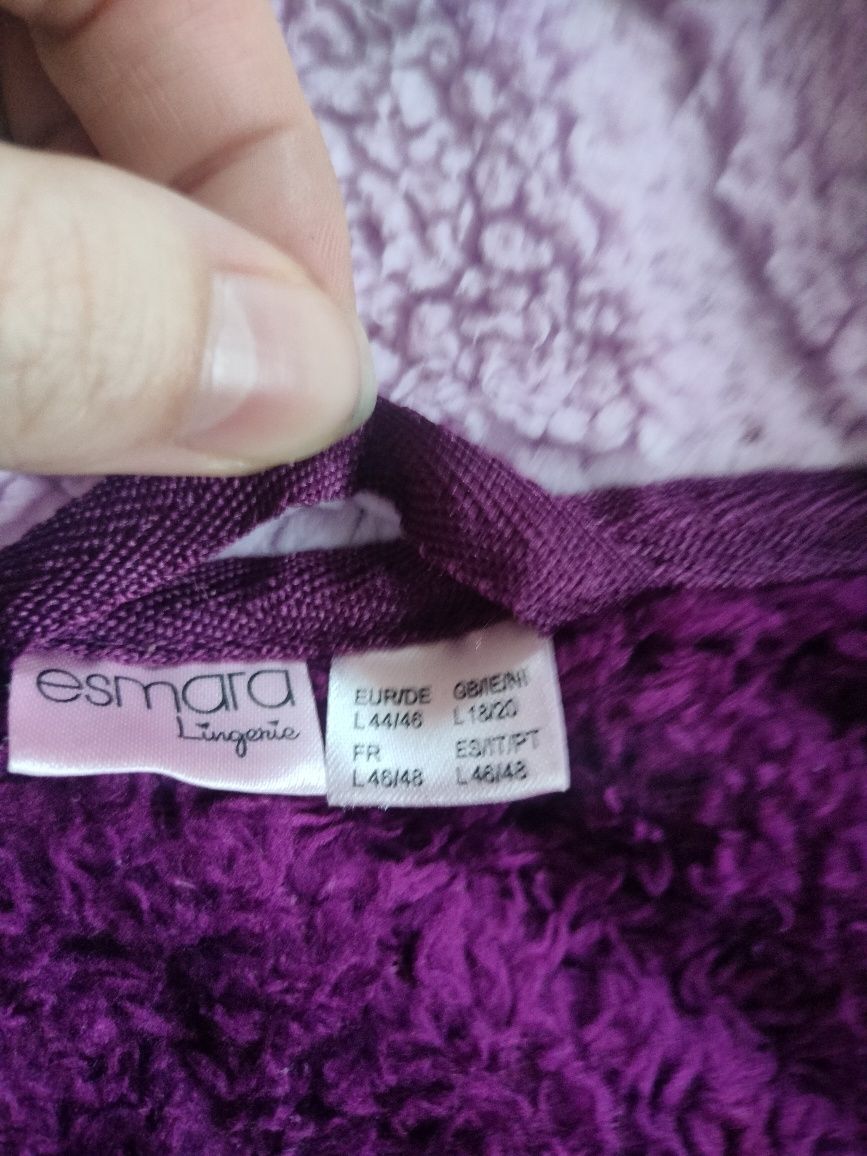 esmara
Lingerie
EUR/DE GB/IE/NI
L 44/46 L 18/20
FR ES/IT/PT
L 46/48 L 46/48